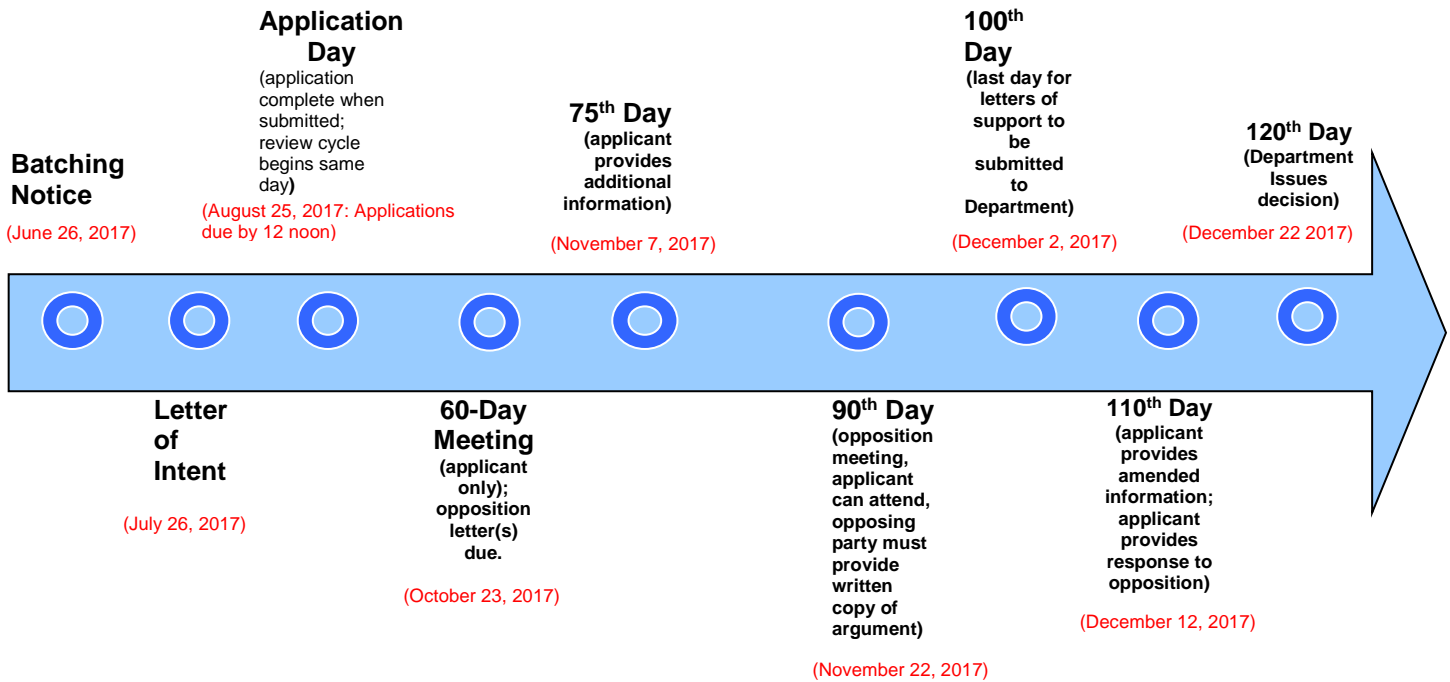 Batching
Notice
(June 26, 2017)
Letter
of
Intent
(July 26, 2017)
Application
Day
(application
complete when
submitted;
review cycle
begins same
day)
(August 25, 2017: Applications
due by 12 noon)
60-Day
Meeting
(applicant
only);
opposition
letter(s)
due.
(October 23, 2017)
75th Day
(applicant
provides
additional
information)
(November 7, 2017)
90th Day
(opposition
meeting,
applicant
can attend,
opposing
party must
provide
written
copy of
argument)
(November 22, 2017)
100th
Day
(last day for
letters of
support to
be
submitted
to
Department)
(December 2, 2017)
110th Day
(applicant
provides
amended
information;
applicant
provides
response to
opposition)
(December 12, 2017)
120th Day
(Department
Issues
decision)
(December 22 2017)